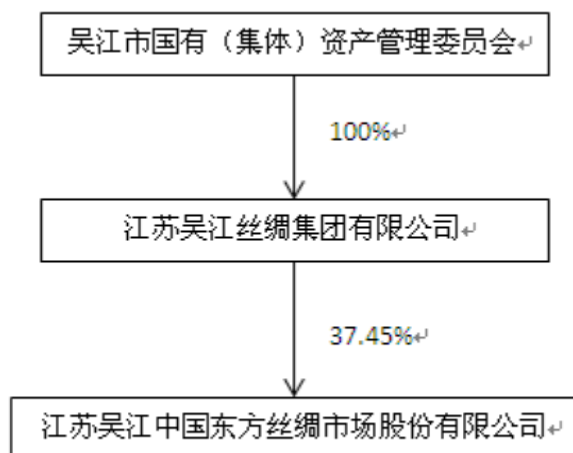 吴江市国有（集体）资产管理委员会↵
100%↵
江苏吴江丝绸集团有限公司↵
37.45%↵
江苏吴江中国东方丝绸市场股份有限公司